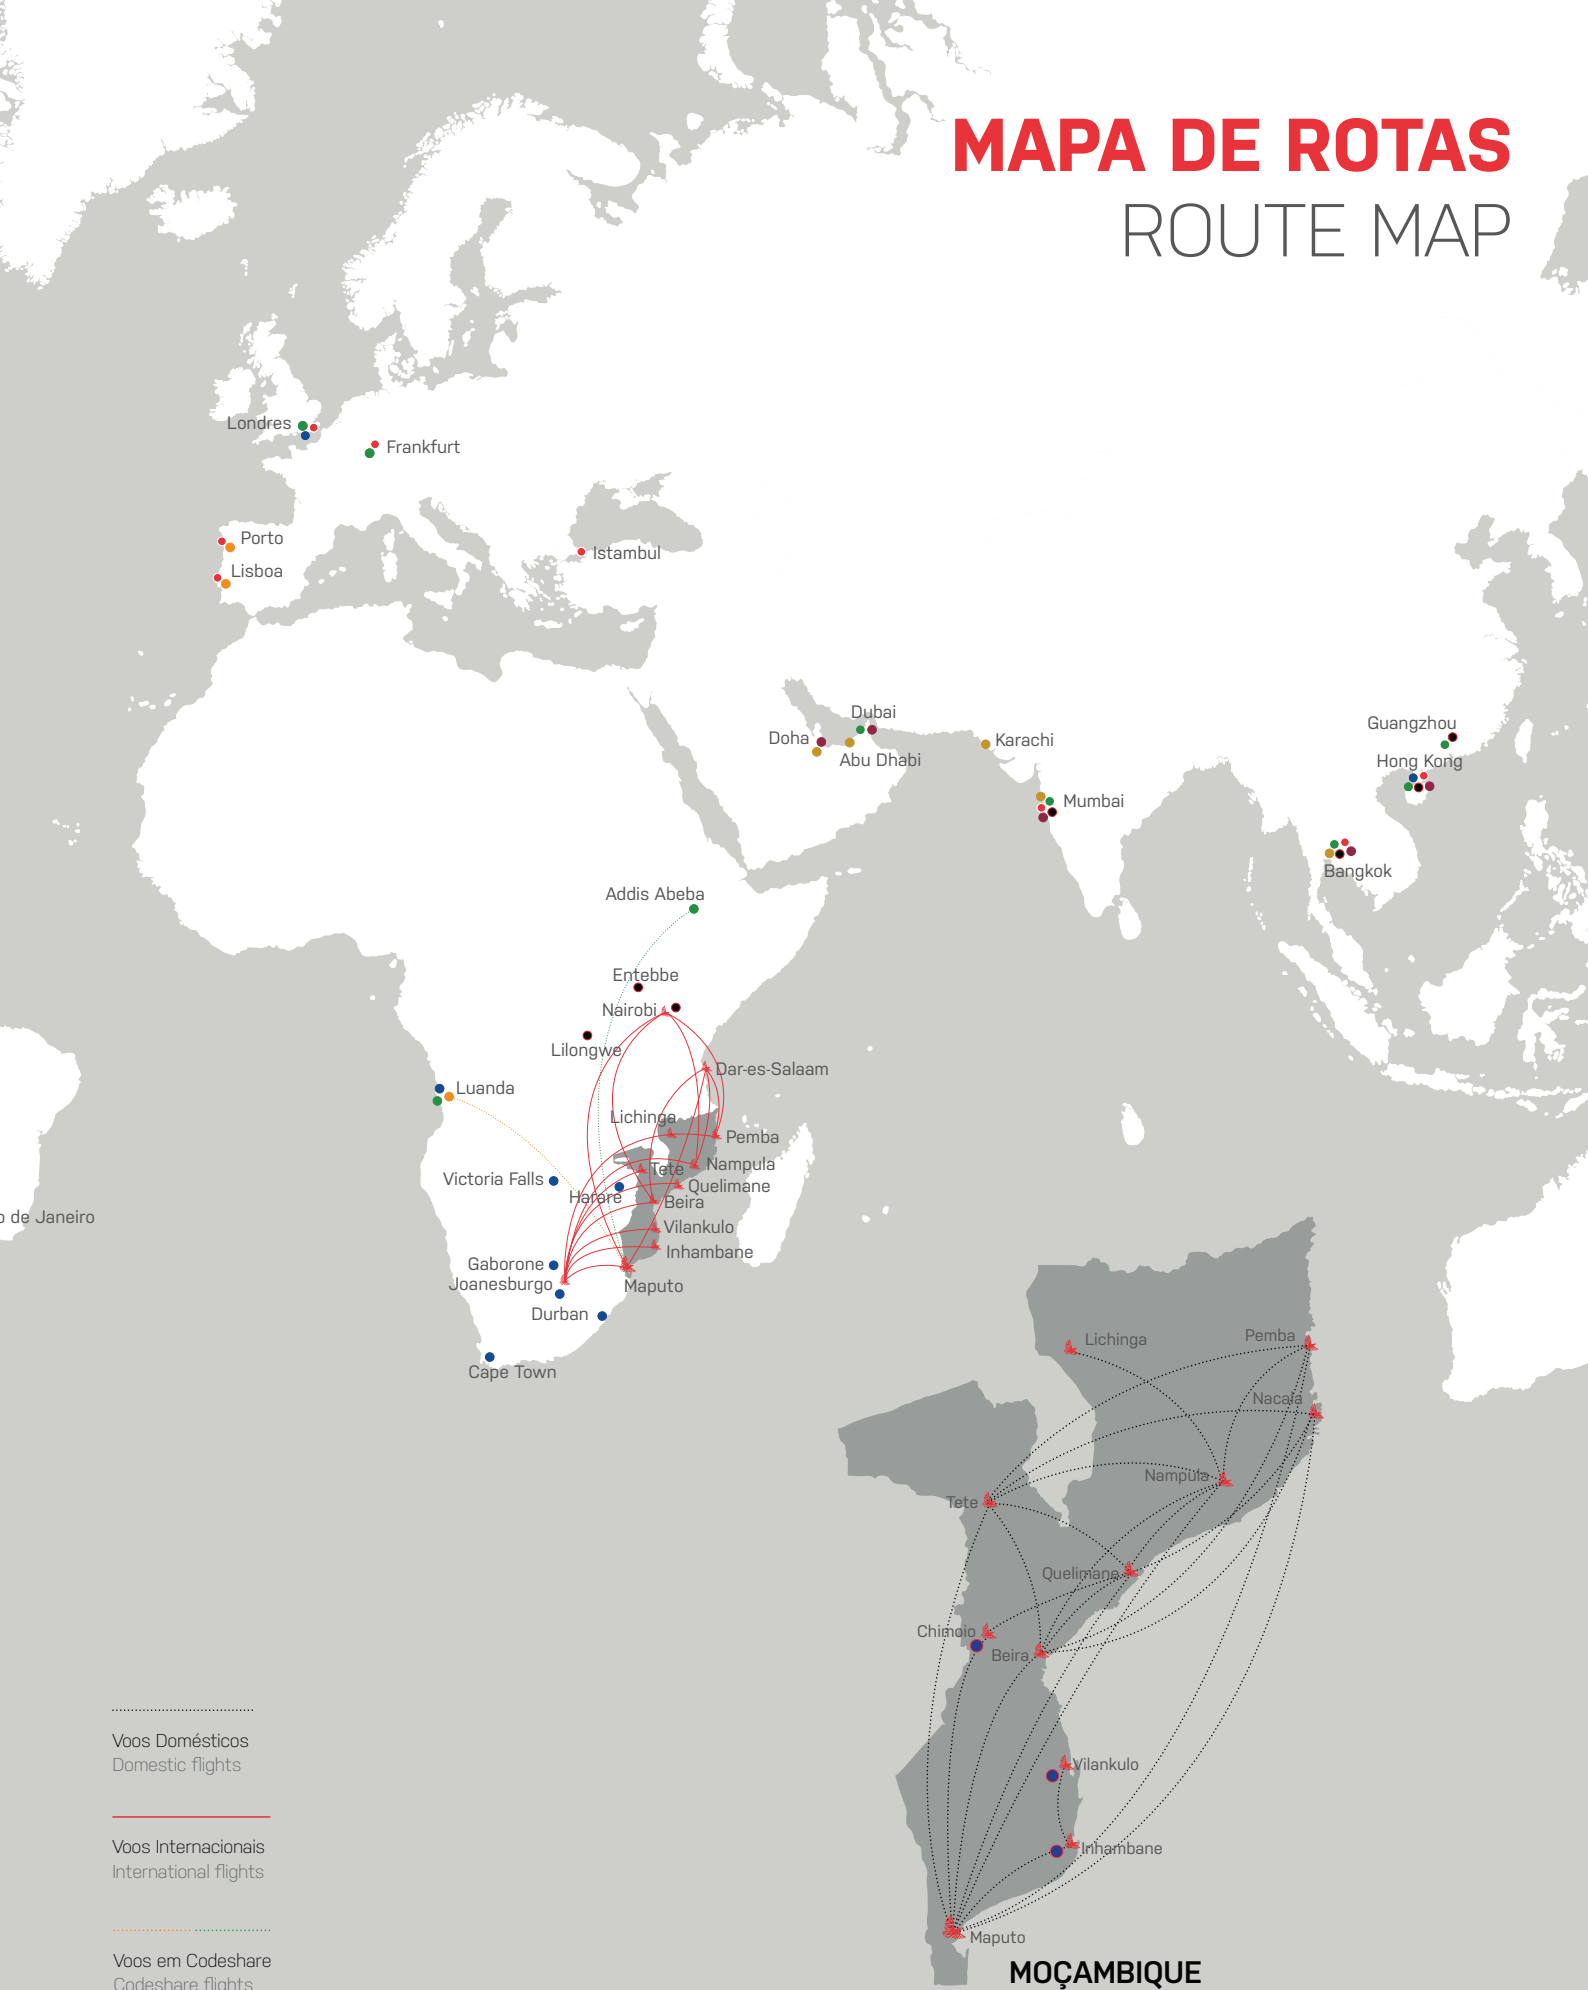 MAPA DE ROTAS
ROUTE MAP
Londres
Frankfurt
Porto
Lisboa
Istambul
Dubai
Doha
Abu Dhabi
Karachi
Mumbai
Guangzhou
Hong Kong
Bangkok
Addis Abeba
Entebbe
Nairobi
Lilongwe
Dar-es-Salaam
Luanda
Lichinga
Pemba
Tete
Nampula
Victoria Falls
Harare
Quelimane
Beira
o de Janeiro
Vilankulo
Inhambane
Gaborone
Joanesburgo
Maputo
Durban
Cape Town
Lichinga
Pemba
Nacala
Nampula
Tete
Quelimane
Chimoio
Beira
Vilankulo
Inhambane
Maputo
MOÇAMBIQUE
Voos Domésticos
Domestic flights
Voos Internacionais
International flights
Voos em Codeshare
Codeshare flights